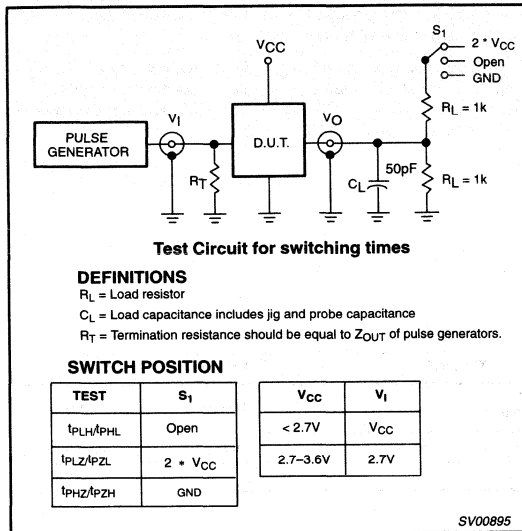 S1
2 * VCC
VCC
Open
GND
RL = 1k
VI
VO
PULSE GENERATOR
D.U.T.
RT
50pF
CL
RL = 1k
Test Circuit for switching times
DEFINITIONS
RL = Load resistor
CL = Load capacitance includes jig and probe capacitance
RT = Termination resistance should be equal to ZOUT of pulse generators.
SWITCH POSITION
TEST S1
tPLH/tPHL Open
tPLZ/tPZL 2 * VCC
tPHZ/tPZH GND
VCC VI
< 2.7V VCC
2.7–3.6V 2.7V
SV00895